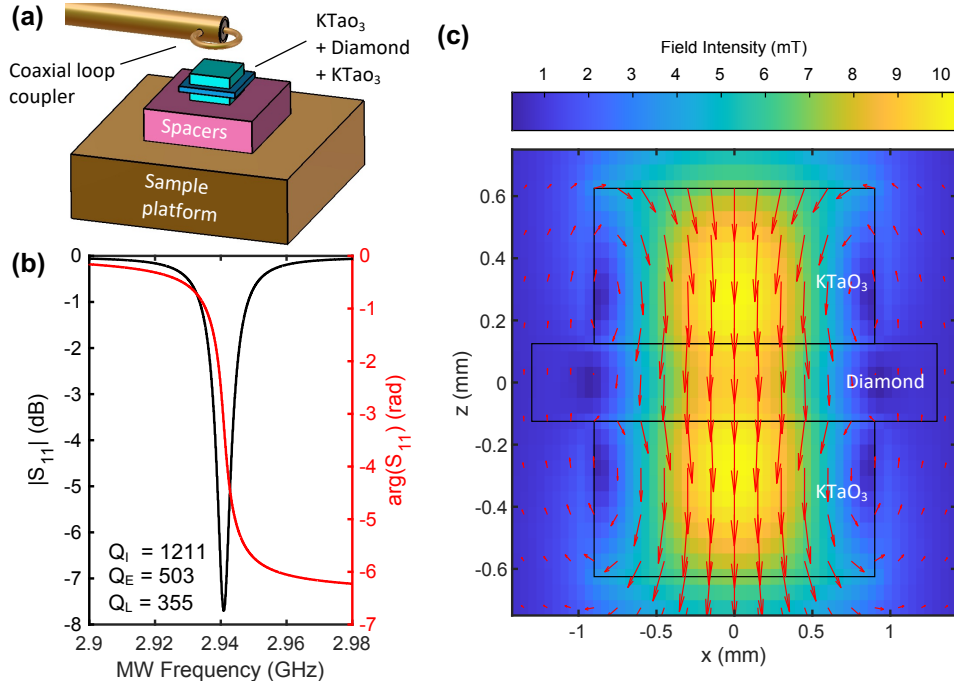 (a)
KTao₃
+ Diamond
+ KTao₃
Coaxial loop
coupler
Spacers
Sample
platform
(b)
0
-1
-2
-3
-4
-5
-6
-7
-8
|S₁₁| (dB)
Q_I = 1211
Q_E = 503
Q_L = 355
0
-1
-2
-3
-4
-5
-6
-7
arg(S₁₁) (rad)
2.9
2.92
2.94
2.96
2.98
MW Frequency (GHz)
(c)
Field Intensity (mT)
1 2 3 4 5 6 7 8 9 10
0.6
0.4
0.2
0
-0.2
-0.4
-0.6
z (mm)
KTaO₃
Diamond
KTaO₃
-1 -0.5 0 0.5 1
x (mm)